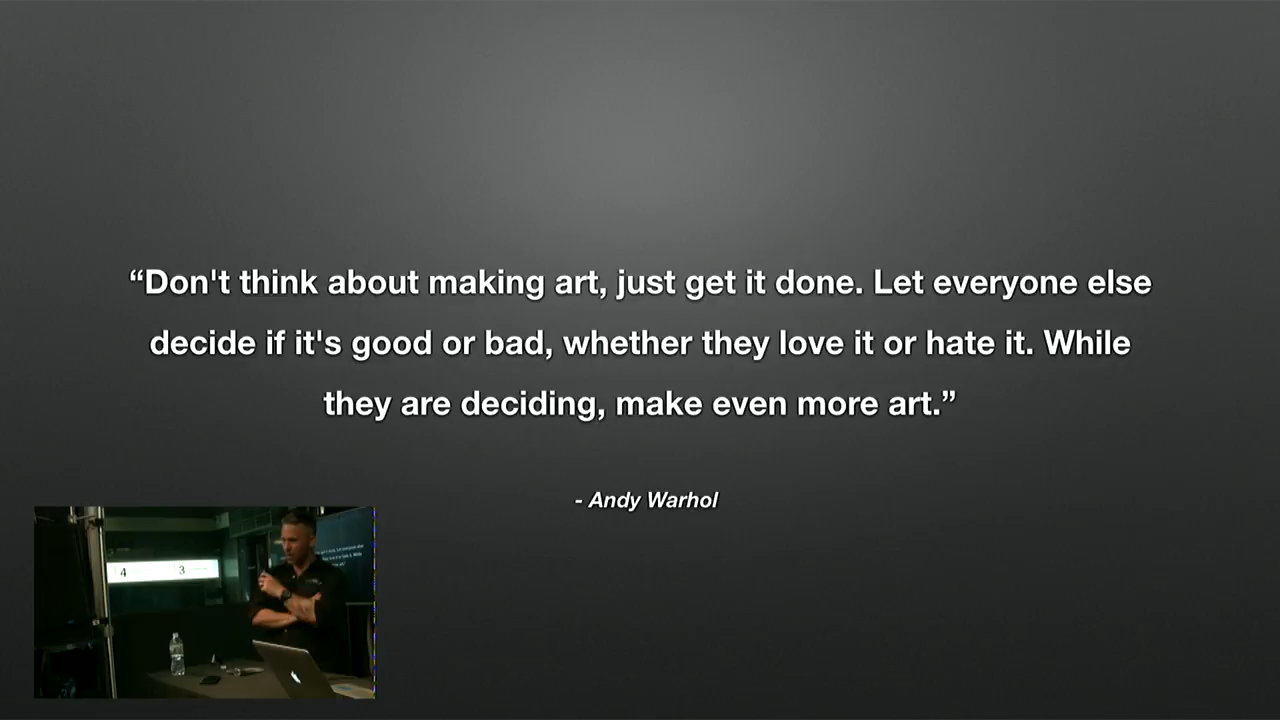 “Don't think about making art, just get it done. Let everyone else
decide if it's good or bad, whether they love it or hate it. While
they are deciding, make even more art.”
- Andy Warhol
4
3